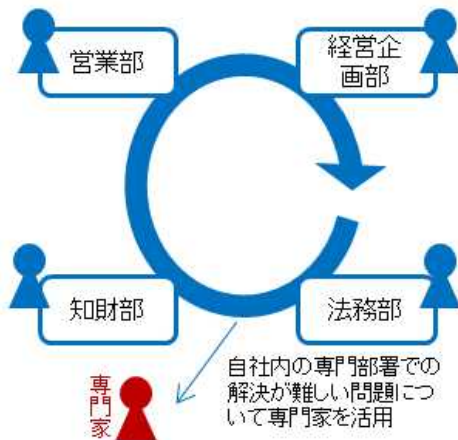 営業部
経営企
画部
知財部
法務部
専門家
自社内の専門部署での
解決が難しい問題につ
いて専門家を活用